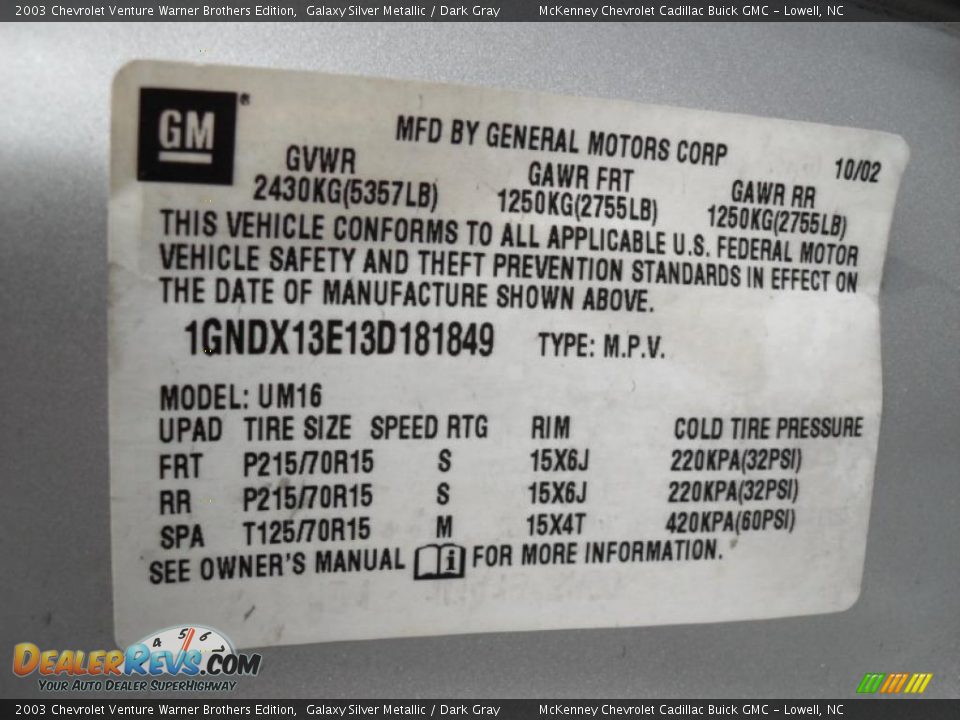 2003 Chevrolet Venture Warner Brothers Edition, Galaxy Silver Metallic / Dark Gray McKenney Chevrolet Cadillac Buick GMC - Lowell, NC
GM®
MFD BY GENERAL MOTORS CORP
10/02
GVWR GAWR FRT GAWR RR
2430KG(5357LB) 1250KG(2755LB) 1250KG(2755LB)
THIS VEHICLE CONFORMS TO ALL APPLICABLE U.S. FEDERAL MOTOR
VEHICLE SAFETY AND THEFT PREVENTION STANDARDS IN EFFECT ON
THE DATE OF MANUFACTURE SHOWN ABOVE.
1GNDX13E13D181849 TYPE: M.P.V.
MODEL: UM16
UPAD TIRE SIZE SPEED RTG RIM COLD TIRE PRESSURE
FRT P215/70R15 S 15X6J 220KPA(32PSI)
RR P215/70R15 S 15X6J 220KPA(32PSI)
SPA T125/70R15 M 15X4T 420KPA(60PSI)
SEE OWNER'S MANUAL i FOR MORE INFORMATION.
4 5 6 7
DealerRevs.com
Your Auto Dealer SuperHighway
2003 Chevrolet Venture Warner Brothers Edition, Galaxy Silver Metallic / Dark Gray McKenney Chevrolet Cadillac Buick GMC - Lowell, NC